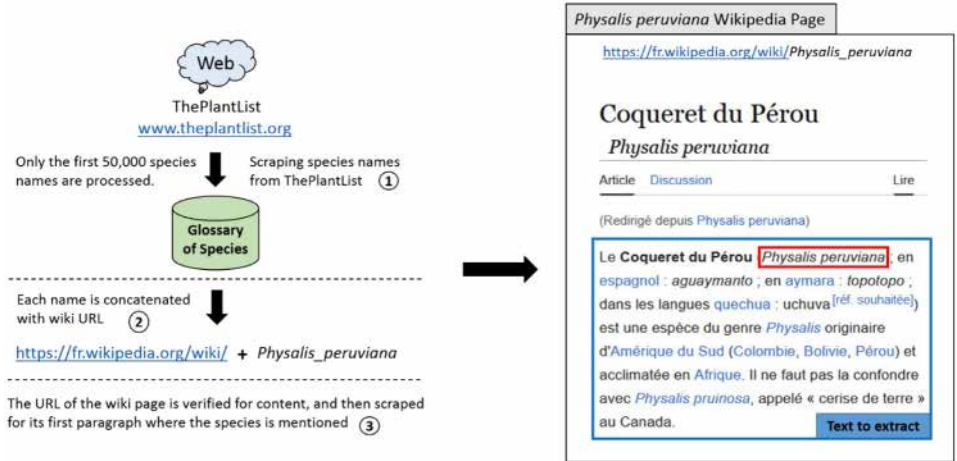 Web
ThePlantList
www.theplantlist.org
Only the first 50,000 species
names are processed.
Scraping species names
from ThePlantList 1
Glossary
of Species
Each name is concatenated
with wiki URL 2
https://fr.wikipedia.org/wiki/ + Physalis_peruviana
The URL of the wiki page is verified for content, and then scraped
for its first paragraph where the species is mentioned 3
Physalis peruviana Wikipedia Page
https://fr.wikipedia.org/wiki/Physalis_peruviana
Coqueret du Pérou
Physalis peruviana
Article Discussion Lire
(Redirigé depuis Physalis peruviana)
Le Coqueret du Pérou (Physalis peruviana ; en
espagnol : aguaymanto ; en aymara : topotopo ;
dans les langues quechua : uchuva[réf. souhaitée])
est une espèce du genre Physalis originaire
d'Amérique du Sud (Colombie, Bolivie, Pérou) et
acclimatée en Afrique. Il ne faut pas la confondre
avec Physalis pruinosa, appelé « cerise de terre »
au Canada.
Text to extract